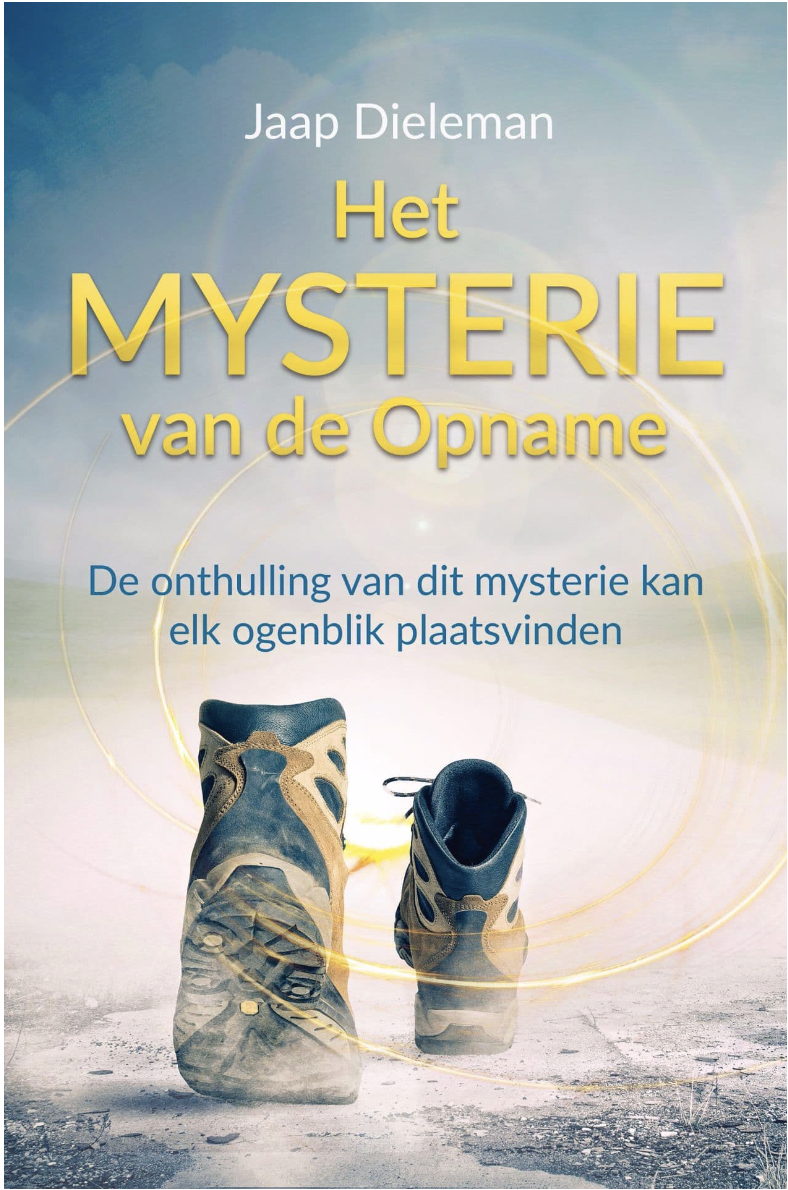 Jaap Dieleman
Het
MYSTERIE
van de Opname
De onthulling van dit mysterie kan
elk ogenblik plaatsvinden